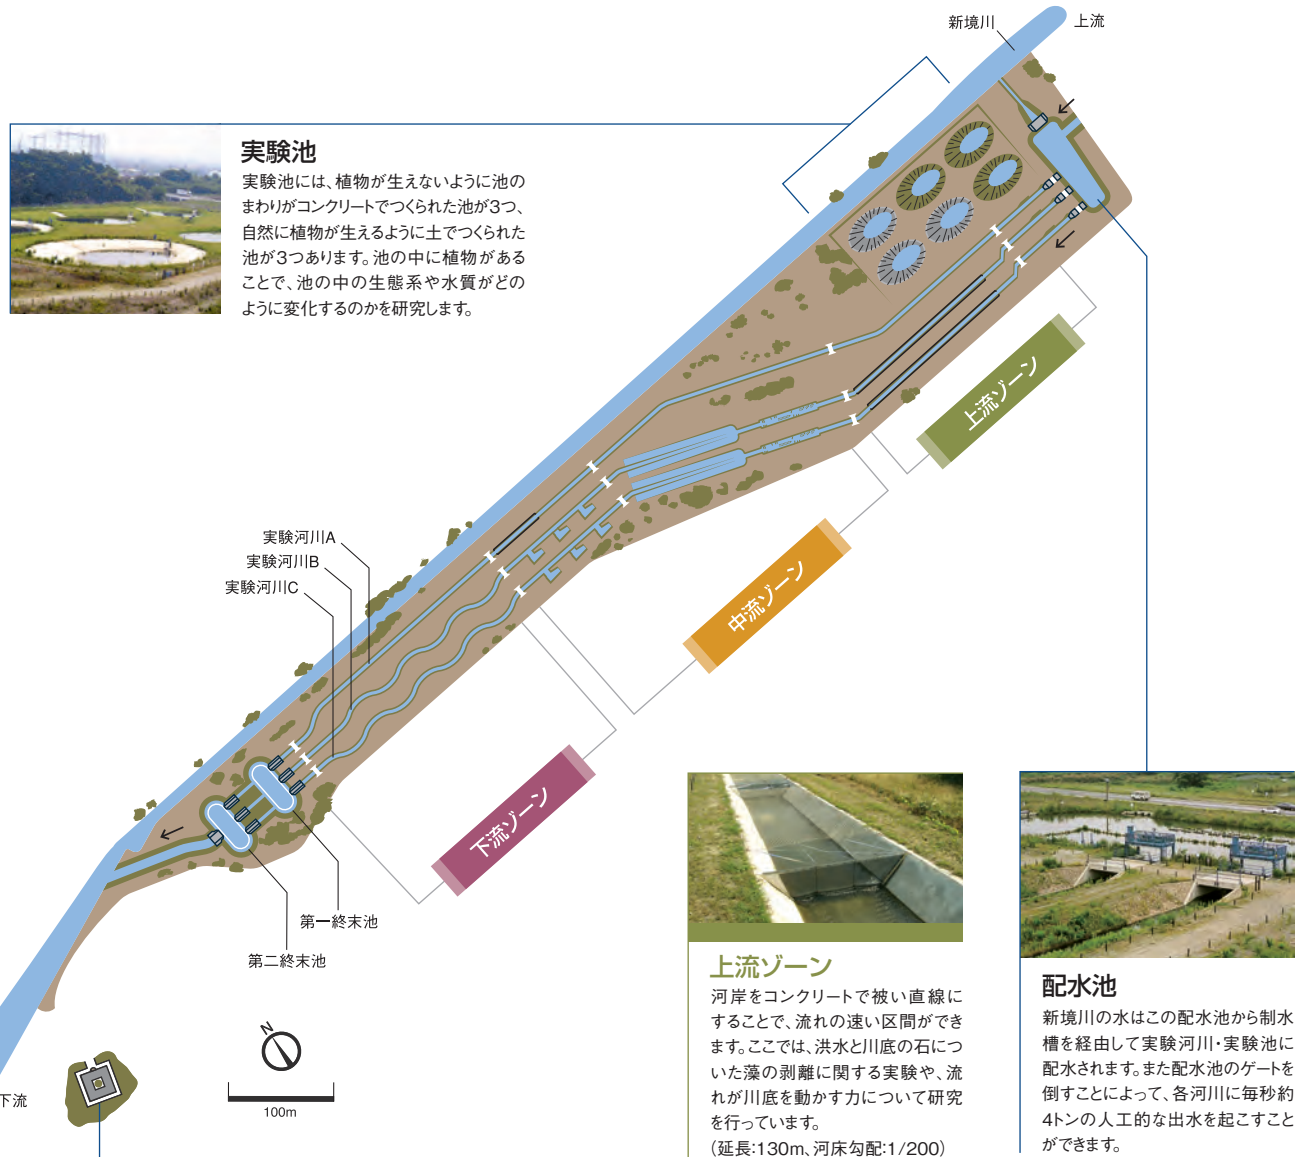 新境川
上流
実験池
実験池には、植物が生えないように池の
まわりがコンクリートでつくられた池が3つ、
自然に植物が生えるように土でつくられた
池が3つあります。池の中に植物がある
ことで、池の中の生態系や水質がどの
ように変化するのかを研究します。
上流ゾーン
中流ゾーン
下流ゾーン
実験河川A
実験河川B
実験河川C
第一終末池
第二終末池
N
100m
下流
上流ゾーン
河岸をコンクリートで被い直線に
することで、流れの速い区間ができ
ます。ここでは、洪水と川底の石につ
いた藻の剥離に関する実験や、流
れが川底を動かす力について研究
を行っています。
(延長:130m、河床勾配:1/200)
配水池
新境川の水はこの配水池から制水
槽を経由して実験河川・実験池に
配水されます。また配水池のゲートを
倒すことによって、各河川に毎秒約
4トンの人工的な出水を起こすこと
ができます。